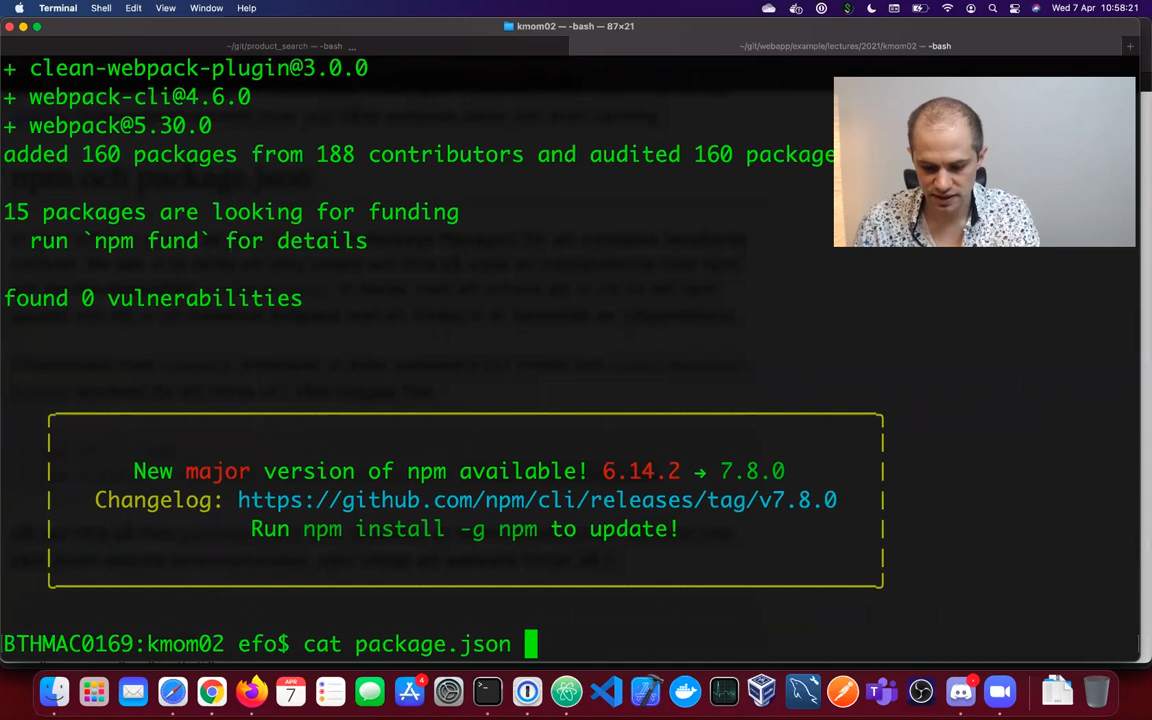 Terminal Shell Edit View Window Help Wed 7 Apr 10:58:21
kmom02 — -bash — 87×21
~/git/product_search — -bash ... ~/git/webapp/example/lectures/2021/kmom02 — -bash +
+ clean-webpack-plugin@3.0.0
+ webpack-cli@4.6.0
+ webpack@5.30.0
added 160 packages from 188 contributors and audited 160 package
15 packages are looking for funding
run `npm fund` for details
found 0 vulnerabilities
New major version of npm available! 6.14.2 → 7.8.0
Changelog: https://github.com/npm/cli/releases/tag/v7.8.0
Run npm install -g npm to update!
BTHMAC0169:kmom02 efo$ cat package.json
APR
7
4